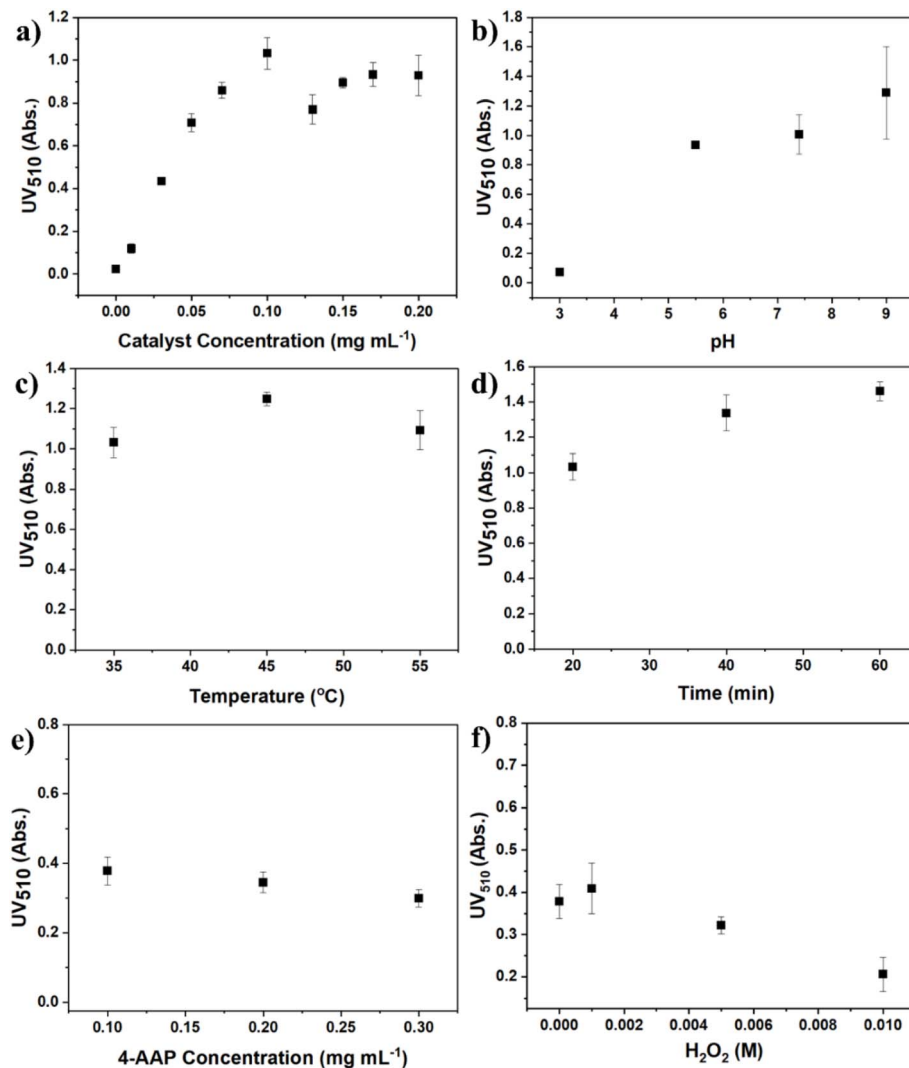 a)
1.2
1.0
0.8
0.6
0.4
0.2
0.0
UV510 (Abs.)
0.00 0.05 0.10 0.15 0.20
Catalyst Concentration (mg mL-1)
b)
1.8
1.6
1.4
1.2
1.0
0.8
0.6
0.4
0.2
0.0
UV510 (Abs.)
3 4 5 6 7 8 9
pH
c)
1.4
1.2
1.0
0.8
0.6
0.4
0.2
0.0
UV510 (Abs.)
35 40 45 50 55
Temperature (oC)
d)
1.6
1.4
1.2
1.0
0.8
0.6
0.4
0.2
0.0
UV510 (Abs.)
20 30 40 50 60
Time (min)
e)
0.8
0.6
0.4
0.2
0.0
UV510 (Abs.)
0.10 0.15 0.20 0.25 0.30
4-AAP Concentration (mg mL-1)
f)
0.8
0.7
0.5
0.4
0.3
0.2
UV510 (Abs.)
0.000 0.002 0.004 0.006 0.008 0.010
H2O2 (M)